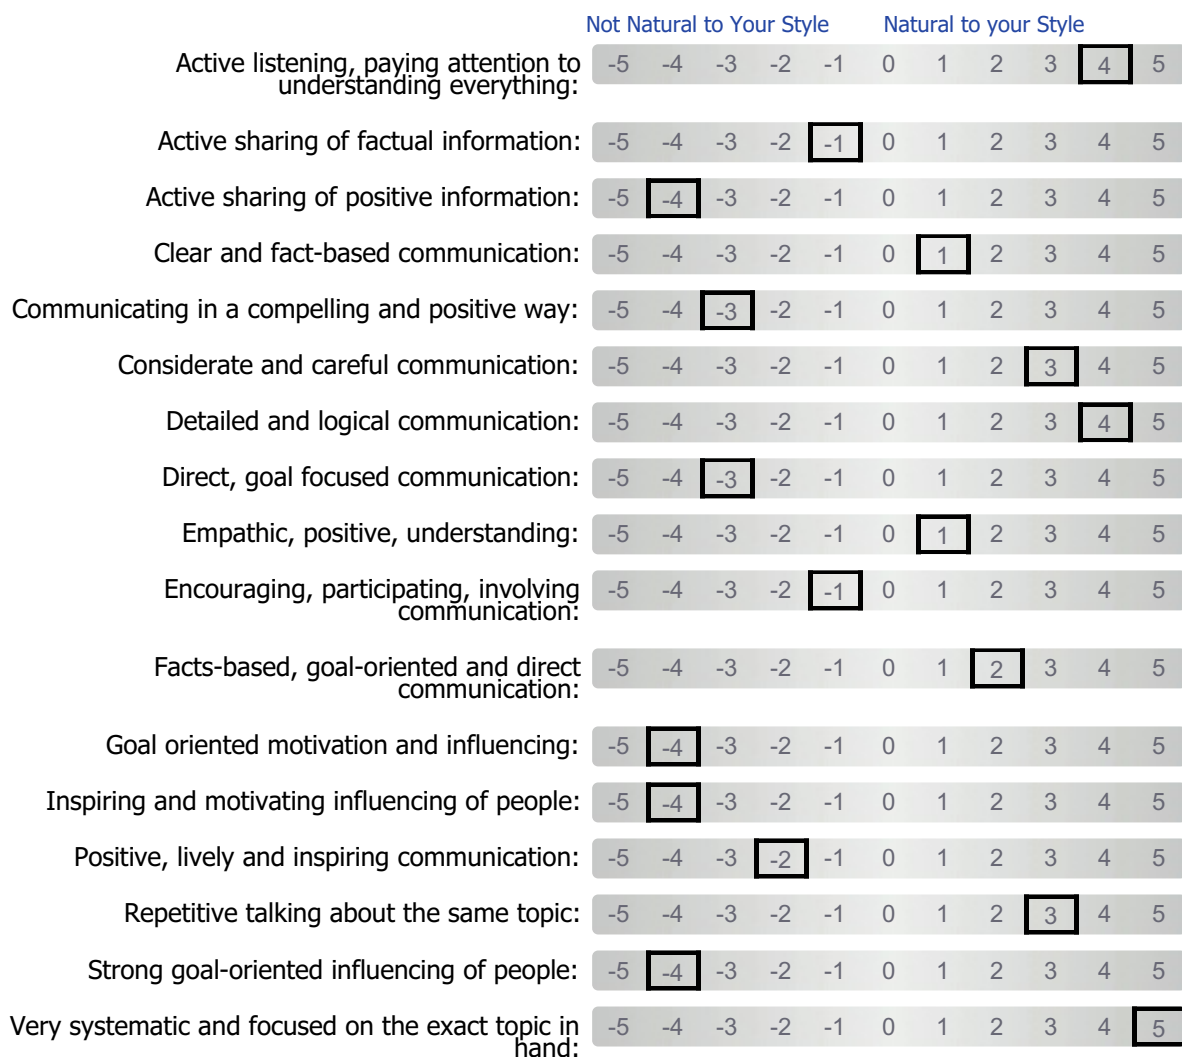 Not Natural to Your Style Natural to your Style
Active listening, paying attention to -5 -4 -3 -2 -1 0 1 2 3 4 5
understanding everything:
Active sharing of factual information: -5 -4 -3 -2 -1 0 1 2 3 4 5
Active sharing of positive information: -5 -4 -3 -2 -1 0 1 2 3 4 5
Clear and fact-based communication: -5 -4 -3 -2 -1 0 1 2 3 4 5
Communicating in a compelling and positive way: -5 -4 -3 -2 -1 0 1 2 3 4 5
Considerate and careful communication: -5 -4 -3 -2 -1 0 1 2 3 4 5
Detailed and logical communication: -5 -4 -3 -2 -1 0 1 2 3 4 5
Direct, goal focused communication: -5 -4 -3 -2 -1 0 1 2 3 4 5
Empathic, positive, understanding: -5 -4 -3 -2 -1 0 1 2 3 4 5
Encouraging, participating, involving -5 -4 -3 -2 -1 0 1 2 3 4 5
communication:
Facts-based, goal-oriented and direct -5 -4 -3 -2 -1 0 1 2 3 4 5
communication:
Goal oriented motivation and influencing: -5 -4 -3 -2 -1 0 1 2 3 4 5
Inspiring and motivating influencing of people: -5 -4 -3 -2 -1 0 1 2 3 4 5
Positive, lively and inspiring communication: -5 -4 -3 -2 -1 0 1 2 3 4 5
Repetitive talking about the same topic: -5 -4 -3 -2 -1 0 1 2 3 4 5
Strong goal-oriented influencing of people: -5 -4 -3 -2 -1 0 1 2 3 4 5
Very systematic and focused on the exact topic in -5 -4 -3 -2 -1 0 1 2 3 4 5
hand: